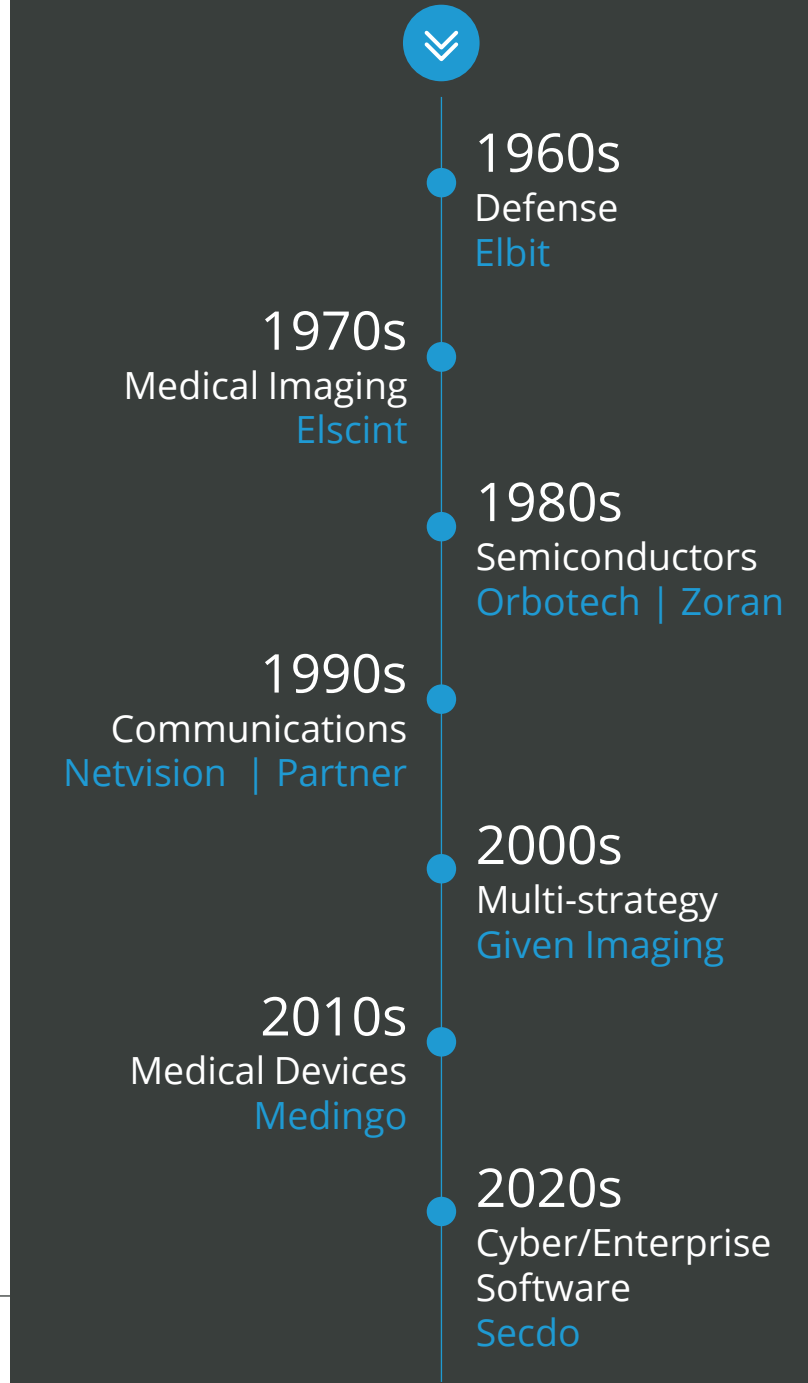 1960s
Defense
Elbit
1970s
Medical Imaging
Elscint
1980s
Semiconductors
Orbotech | Zoran
1990s
Communications
Netvision | Partner
2000s
Multi-strategy
Given Imaging
2010s
Medical Devices
Medingo
2020s
Cyber/Enterprise
Software
Secdo